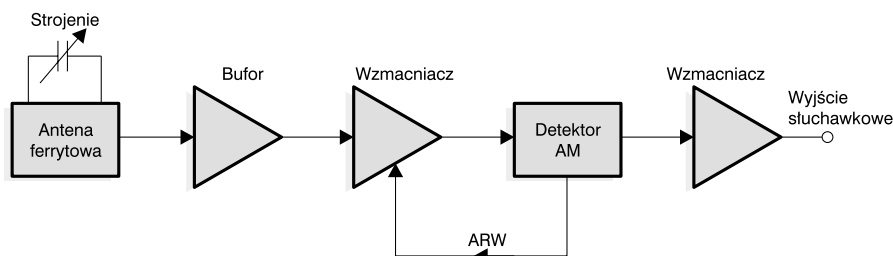 Strojenie
Antena
ferrytowa
Bufor
Wzmacniacz
Detektor
AM
Wzmacniacz
Wyjście
słuchawkowe
ARW